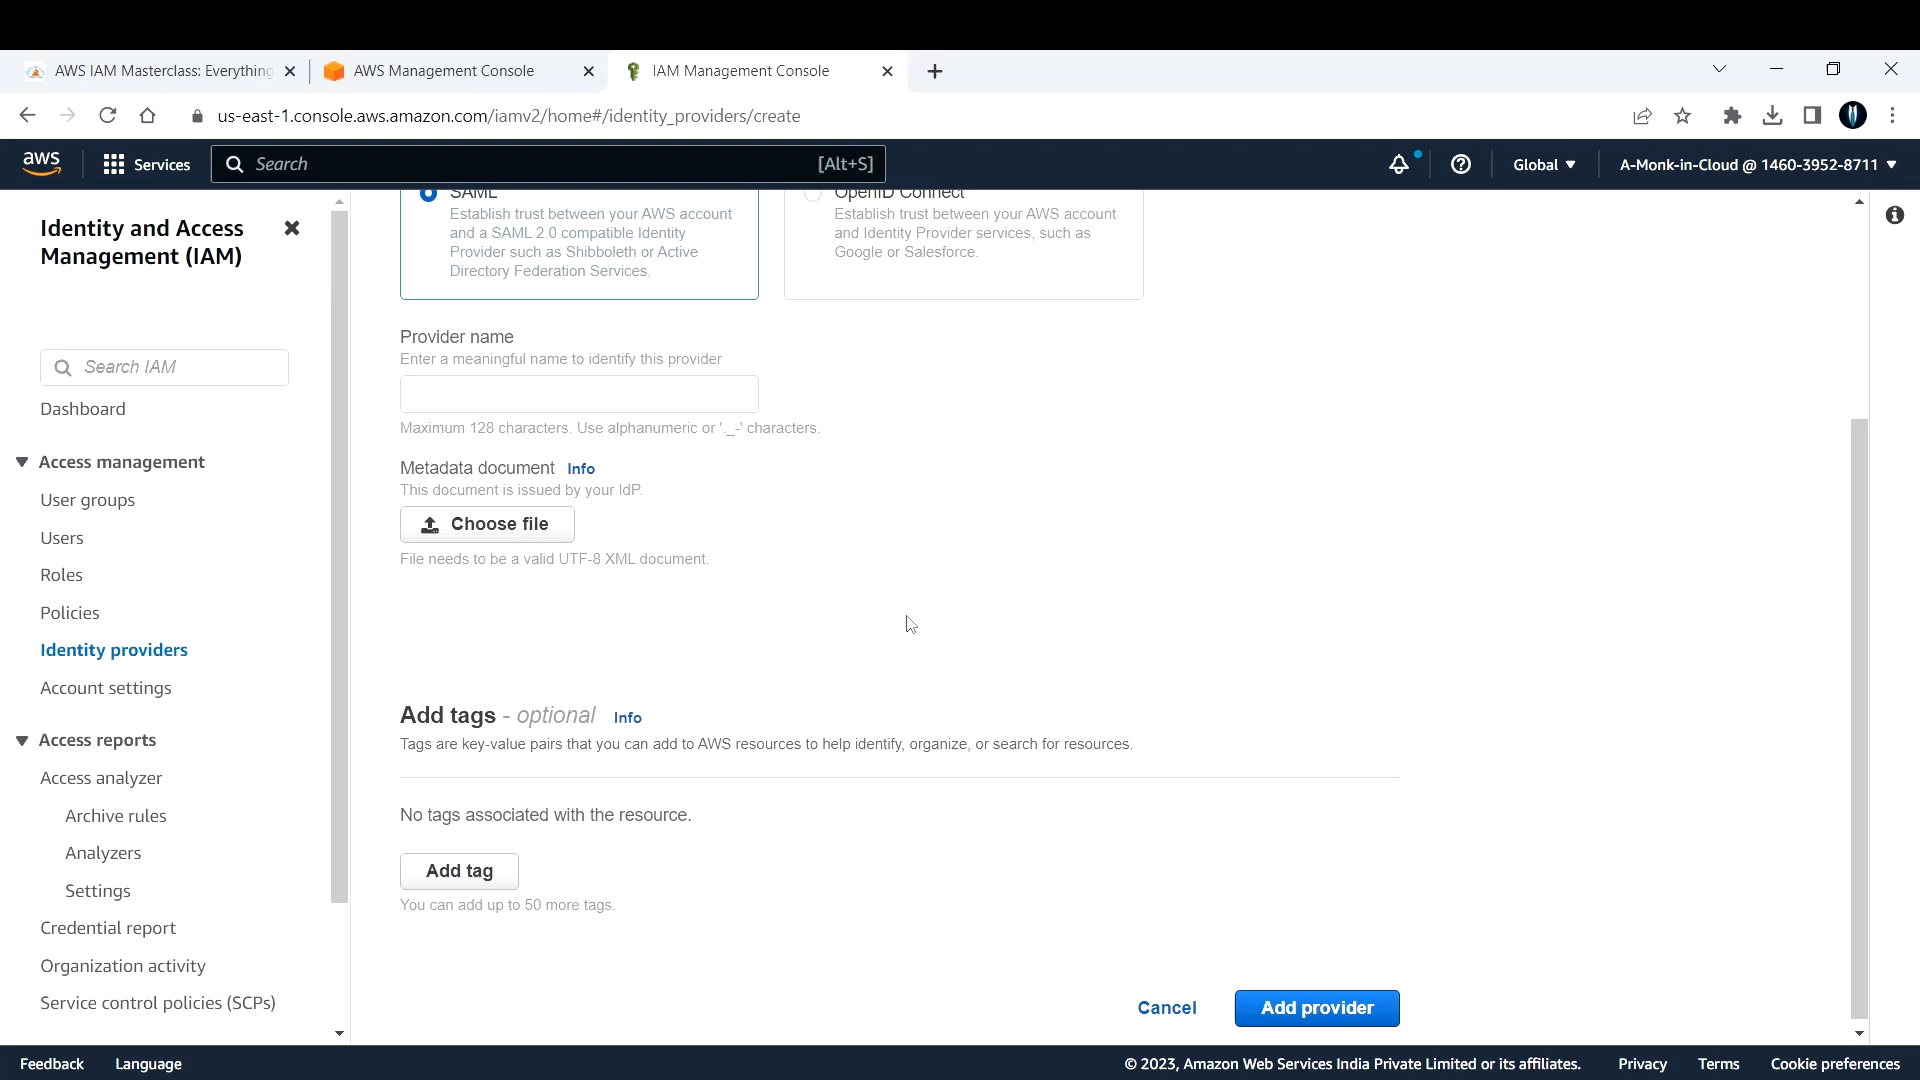 AWS IAM Masterclass: Everything
AWS Management Console
IAM Management Console
us-east-1.console.aws.amazon.com/iamv2/home#/identity_providers/create
aws
Services
Search
[Alt+S]
Global
A-Monk-in-Cloud @ 1460-3952-8711
Identity and Access
Management (IAM)
Search IAM
Dashboard
Access management
User groups
Users
Roles
Policies
Identity providers
Account settings
Access reports
Access analyzer
Archive rules
Analyzers
Settings
Credential report
Organization activity
Service control policies (SCPs)
SAML
Establish trust between your AWS account
and a SAML 2.0 compatible Identity
Provider such as Shibboleth or Active
Directory Federation Services.
OpenID Connect
Establish trust between your AWS account
and Identity Provider services, such as
Google or Salesforce.
Provider name
Enter a meaningful name to identify this provider
Maximum 128 characters. Use alphanumeric or '._-' characters.
Metadata document Info
This document is issued by your IdP.
Choose file
File needs to be a valid UTF-8 XML document.
Add tags - optional Info
Tags are key-value pairs that you can add to AWS resources to help identify, organize, or search for resources.
No tags associated with the resource.
Add tag
You can add up to 50 more tags.
Cancel
Add provider
Feedback
Language
© 2023, Amazon Web Services India Private Limited or its affiliates.
Privacy
Terms
Cookie preferences